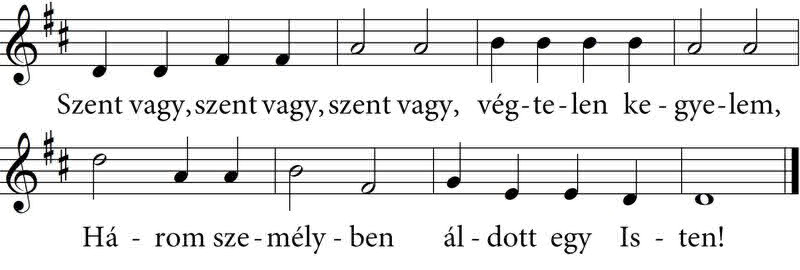 Szent vagy, szent vagy, szent vagy, vég-te-len ke-gye-lem,
Há-rom sze-mély-ben ál-dott egy Is-ten!